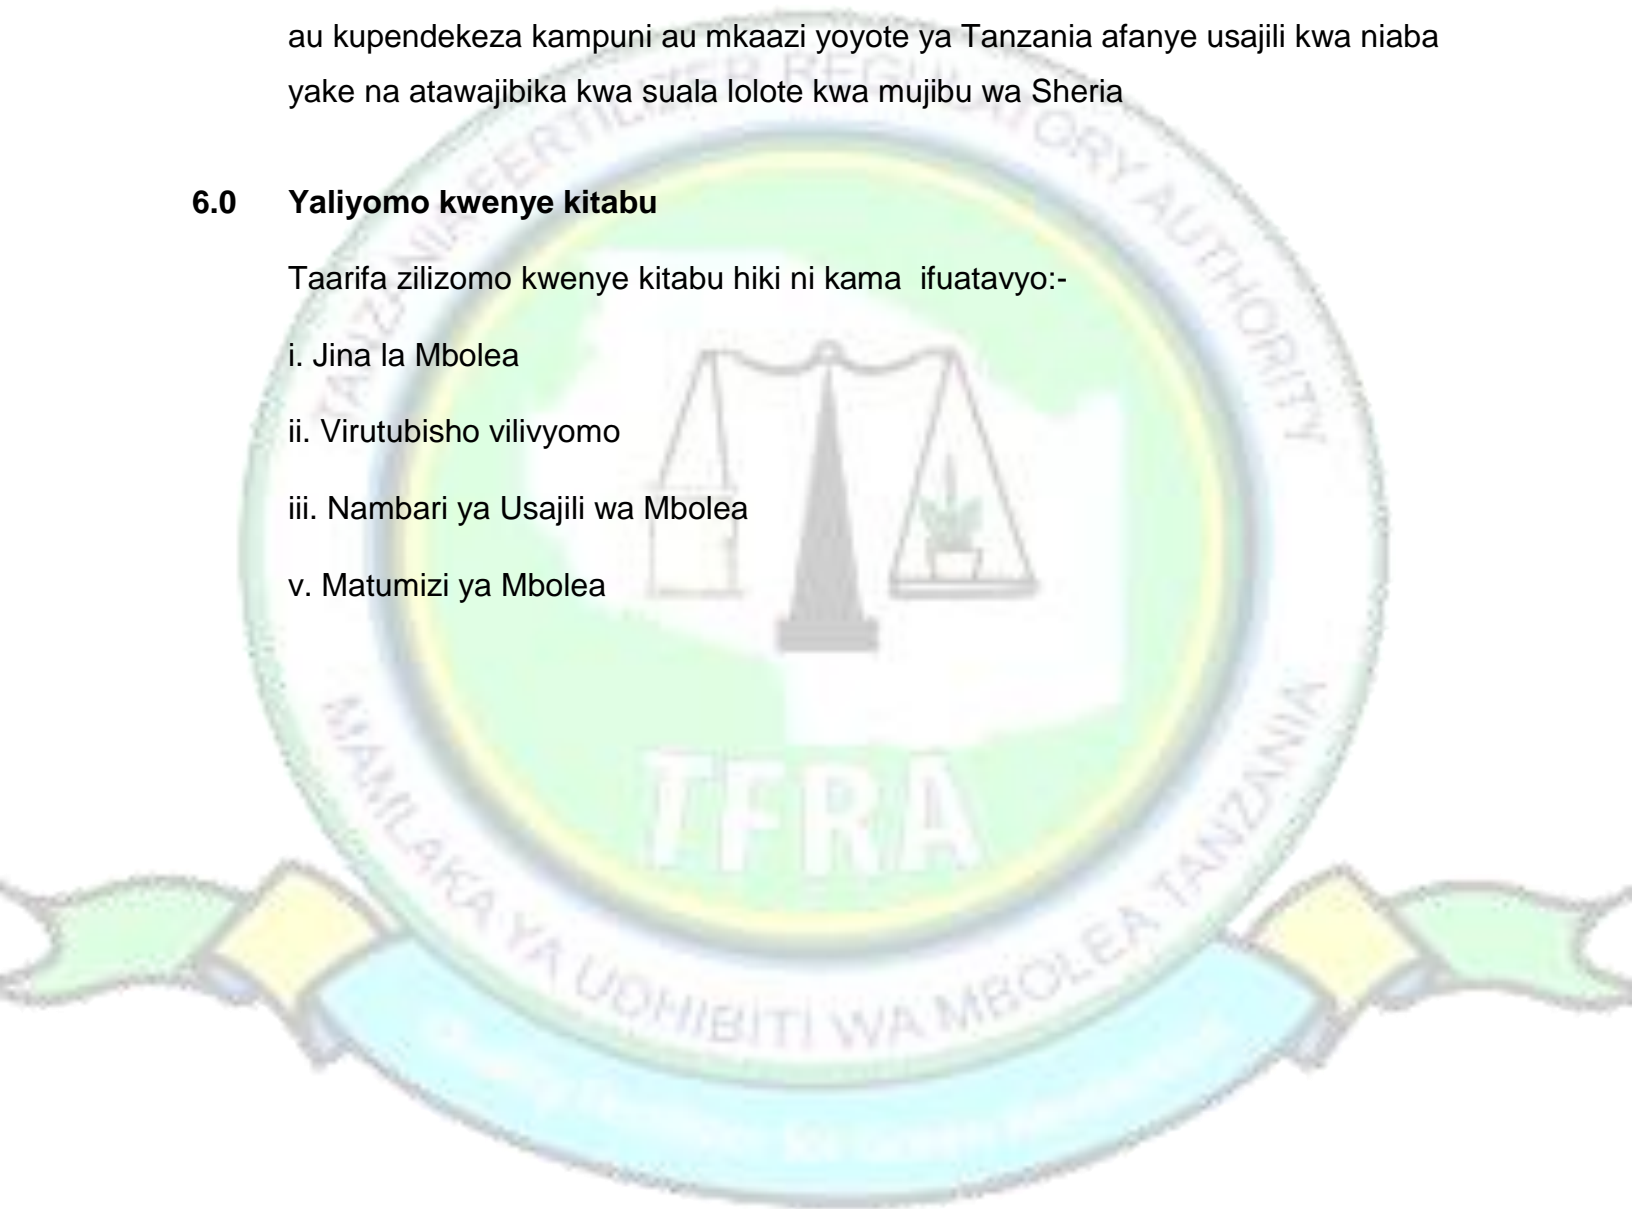 au kupendekeza kampuni au mkaazi yoyote ya Tanzania afanye usajili kwa niaba
yake na atawajibika kwa suala lolote kwa mujibu wa Sheria
6.0 Yaliyomo kwenye kitabu
Taarifa zilizomo kwenye kitabu hiki ni kama ifuatavyo:-
i. Jina la Mbolea
ii. Virutubisho vilivyomo
iii. Nambari ya Usajili wa Mbolea
v. Matumizi ya Mbolea
TANZANIA FERTILIZER REGULATORY AUTHORITY
TFRA
MAMLAKA YA UDHIBITI WA MBOLEA TANZANIA